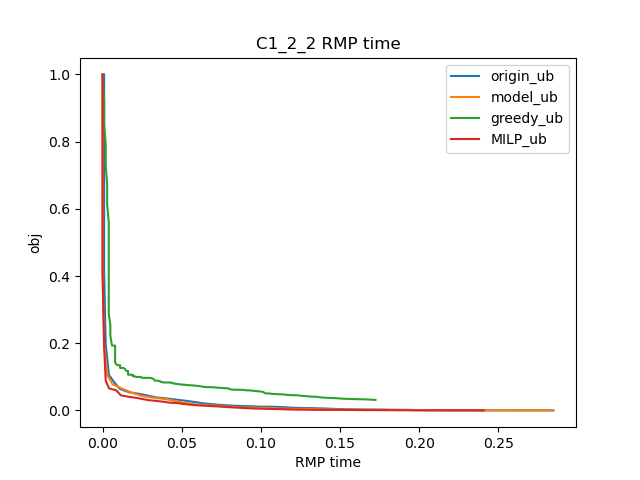 C1_2_2 RMP time
origin_ub
model_ub
greedy_ub
MILP_ub
1.0
0.8
0.6
0.4
0.2
0.0
obj
0.00 0.05 0.10 0.15 0.20 0.25
RMP time